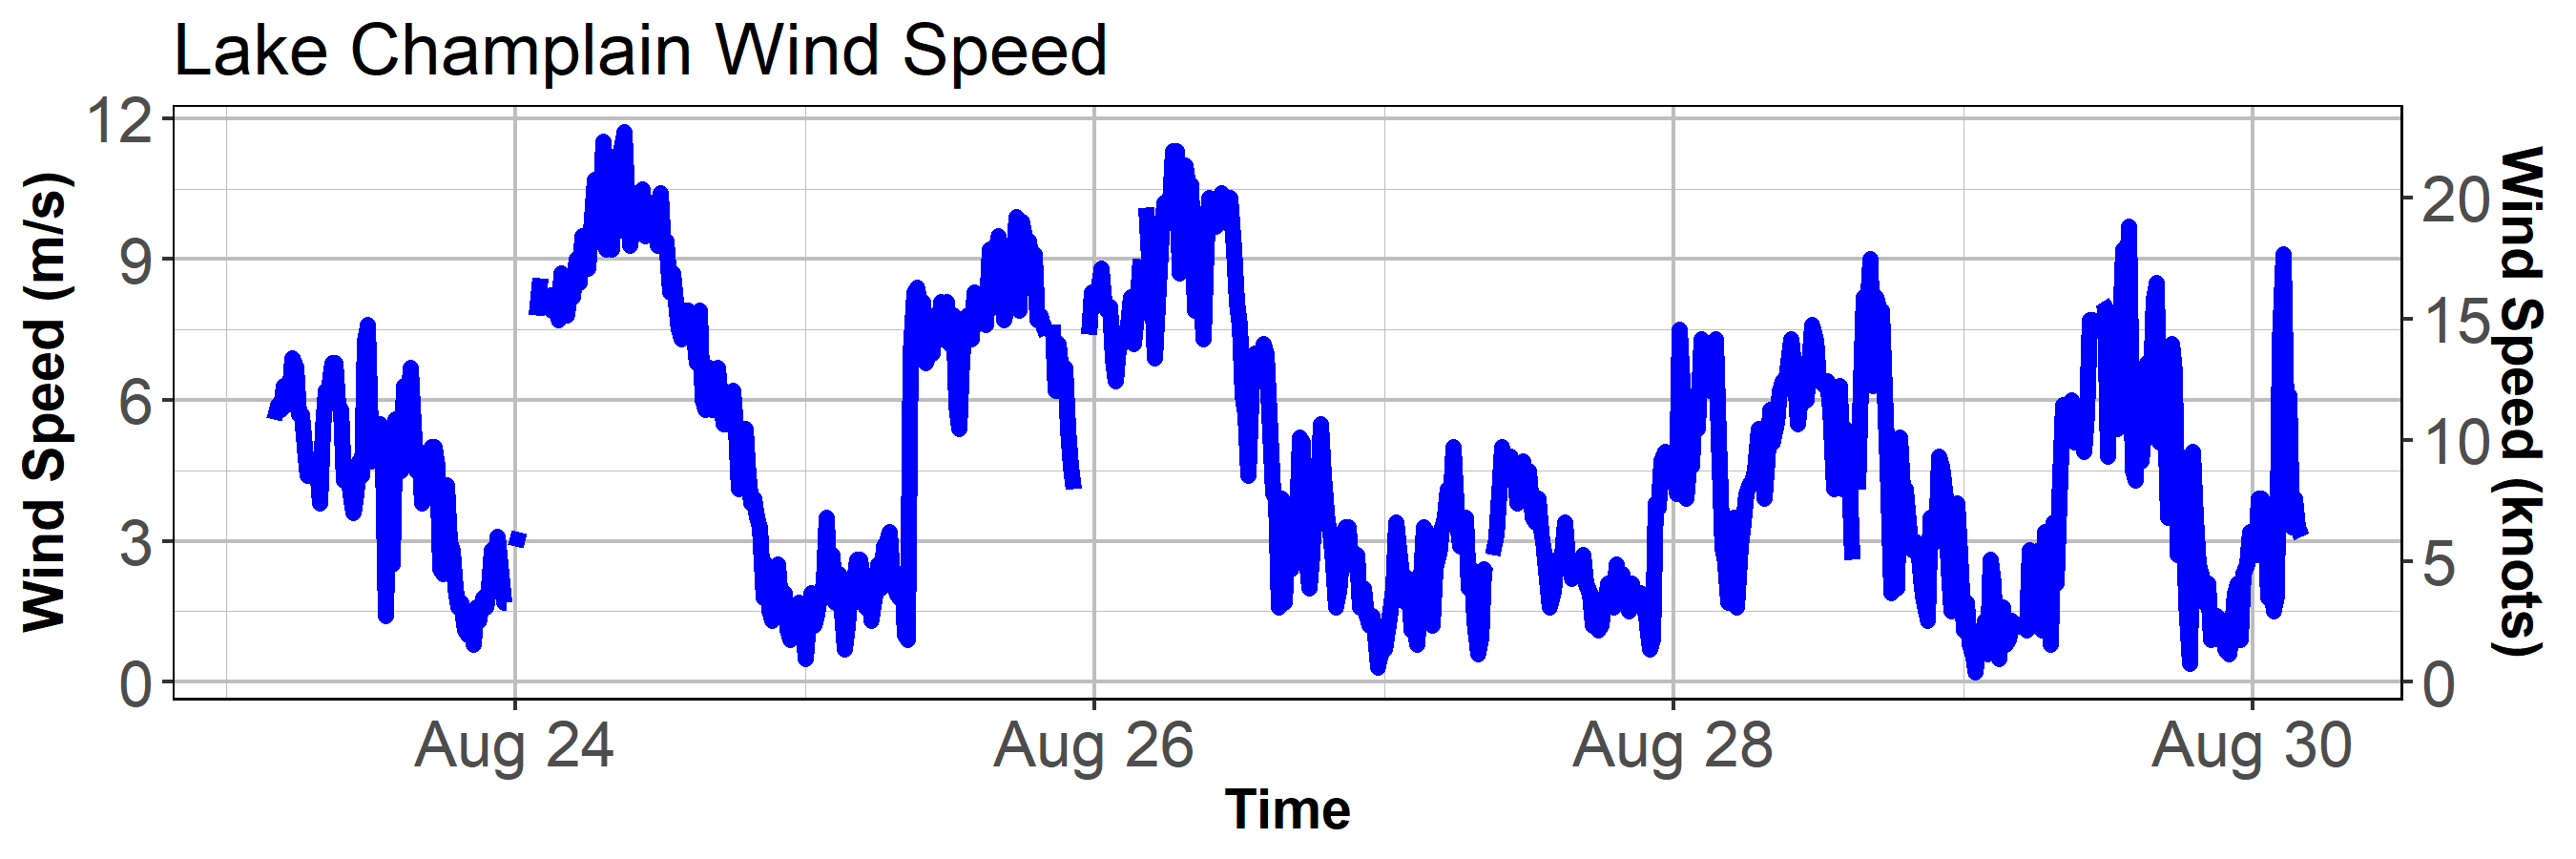 Lake Champlain Wind Speed
12
9
6
3
0
Wind Speed (m/s)
20
15
10
5
0
Wind Speed (knots)
Aug 24 Aug 26 Aug 28 Aug 30
Time